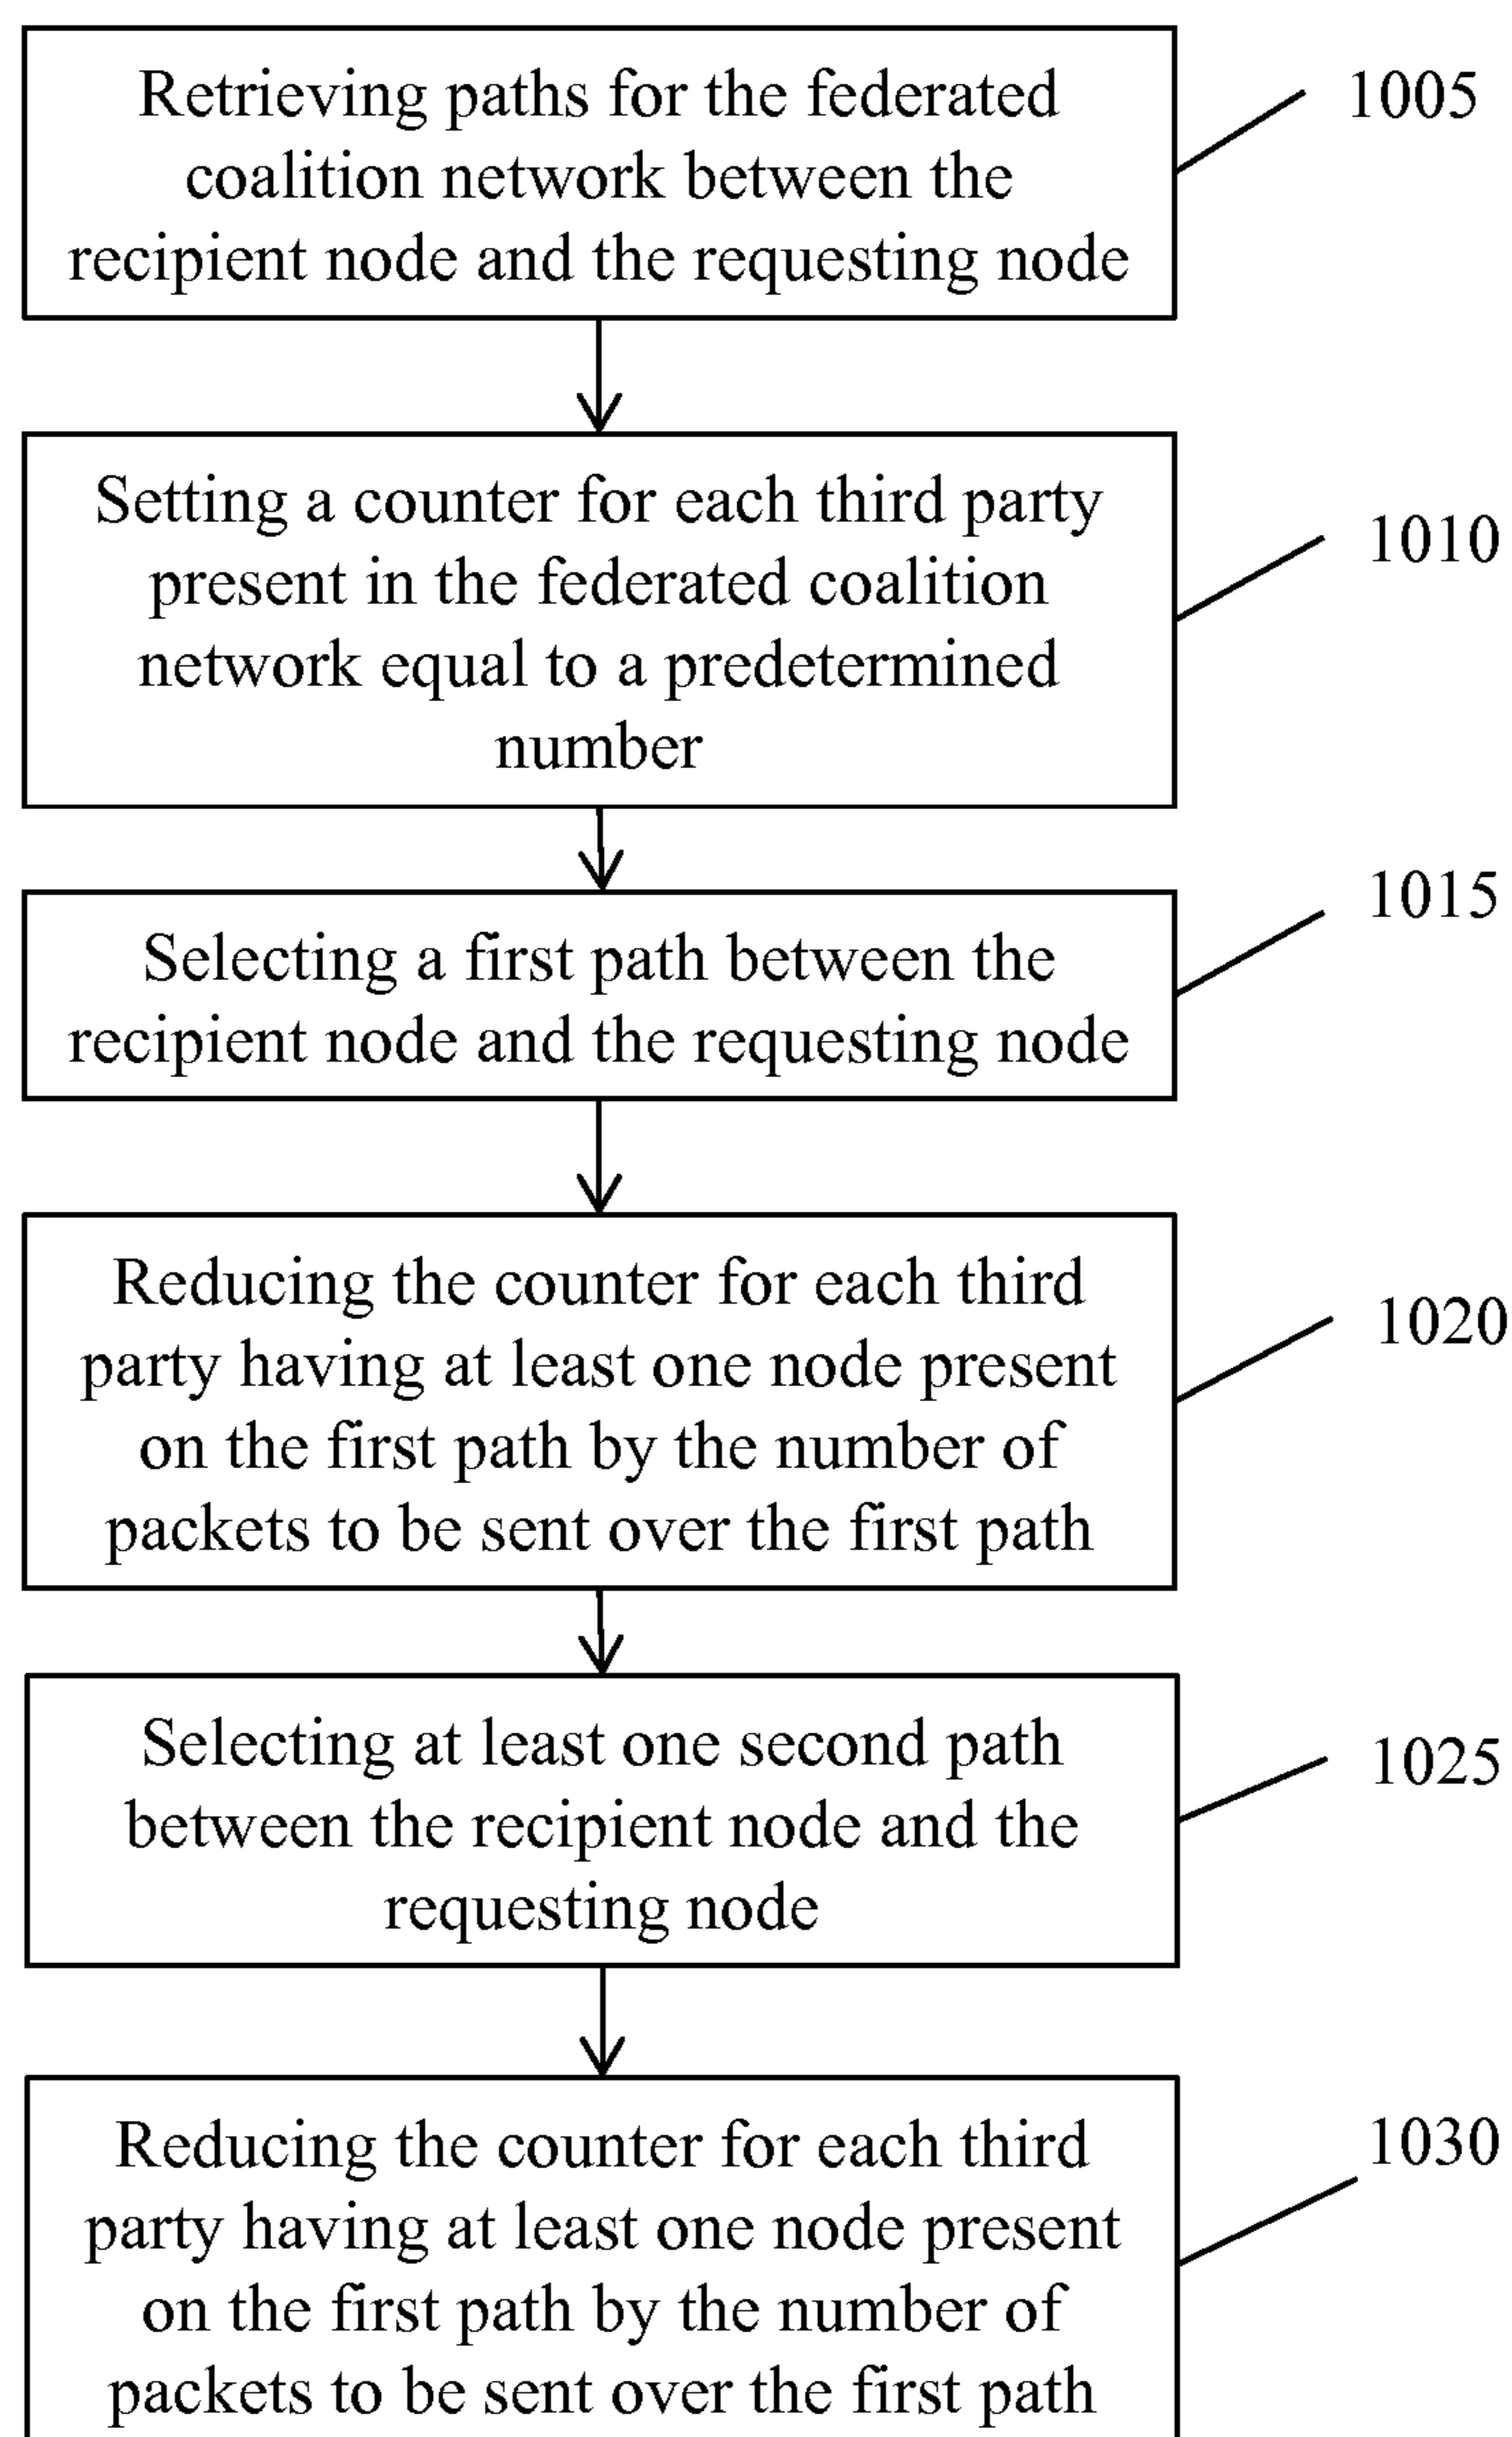 Retrieving paths for the federated
coalition network between the
recipient node and the requesting node
1005
Setting a counter for each third party
present in the federated coalition
network equal to a predetermined
number
1010
Selecting a first path between the
recipient node and the requesting node
1015
Reducing the counter for each third
party having at least one node present
on the first path by the number of
packets to be sent over the first path
1020
Selecting at least one second path
between the recipient node and the
requesting node
1025
Reducing the counter for each third
party having at least one node present
on the first path by the number of
packets to be sent over the first path
1030